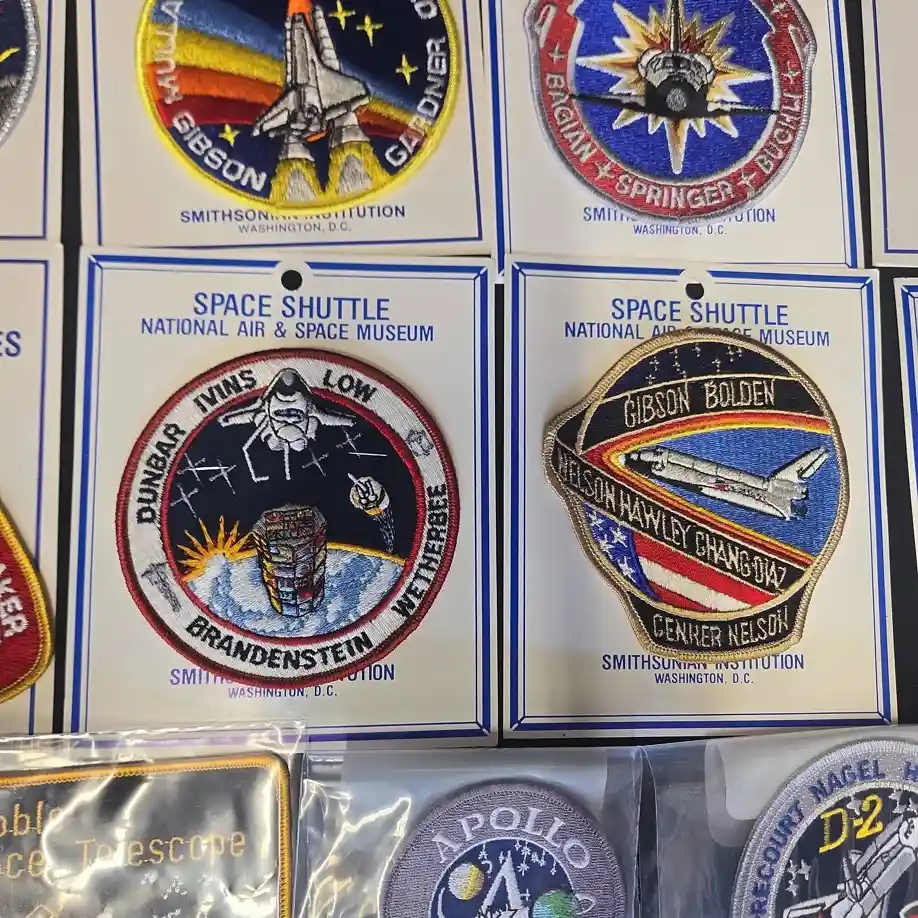 GIBSON
GARDNER
SMITHSONIAN INSTITUTION
WASHINGTON, D.C.
BAGIAN
SPRINGER
BUCHLI
WASHINGTON, D.C.
ES
SPACE SHUTTLE
NATIONAL AIR & SPACE MUSEUM
DUNBAR IVINS LOW
WETHERBEE
BRANDENSTEIN
WASHINGTON, D.C.
SPACE SHUTTLE
NATIONAL AIR & SPACE MUSEUM
GIBSON BOLDEN
NELSON HAWLEY CHANG-DIAZ
CENKER NELSON
SMITHSONIAN INSTITUTION
WASHINGTON, D.C.
AKER
Telescope
APOLLO
NAGEL
D-2